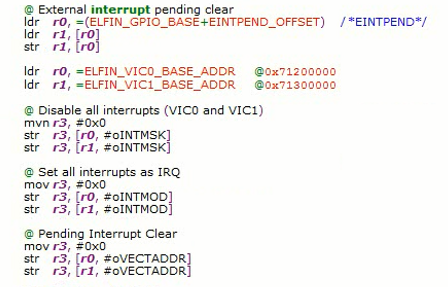 @ External interrupt pending clear
ldr r0, =(ELFIN_GPIO_BASE+EINTPEND_OFFSET) /*EINTPEND*/
ldr r1, [r0]
str r1, [r0]
ldr r0, =ELFIN_VIC0_BASE_ADDR @0x71200000
ldr r1, =ELFIN_VIC1_BASE_ADDR @0x71300000
@ Disable all interrupts (VIC0 and VIC1)
mvn r3, #0x0
str r3, [r0, #oINTMSK]
str r3, [r1, #oINTMSK]
@ Set all interrupts as IRQ
mov r3, #0x0
str r3, [r0, #oINTMOD]
str r3, [r1, #oINTMOD]
@ Pending Interrupt Clear
mov r3, #0x0
str r3, [r0, #oVECTADDR]
str r3, [r1, #oVECTADDR]